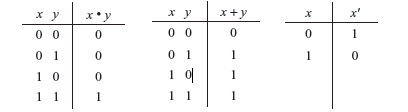 x y x • y x y x + y x x'
0 0 0 0 0 0 0 1
0 1 0 0 1 1 1 0
1 0 0 1 0 1
1 1 1 1 1 1